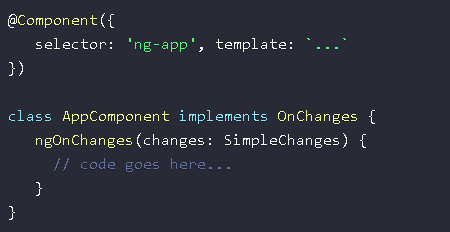 @Component({
   selector: 'ng-app', template: `...`
})

class AppComponent implements OnChanges {
   ngOnChanges(changes: SimpleChanges) {
     // code goes here...
   }
}